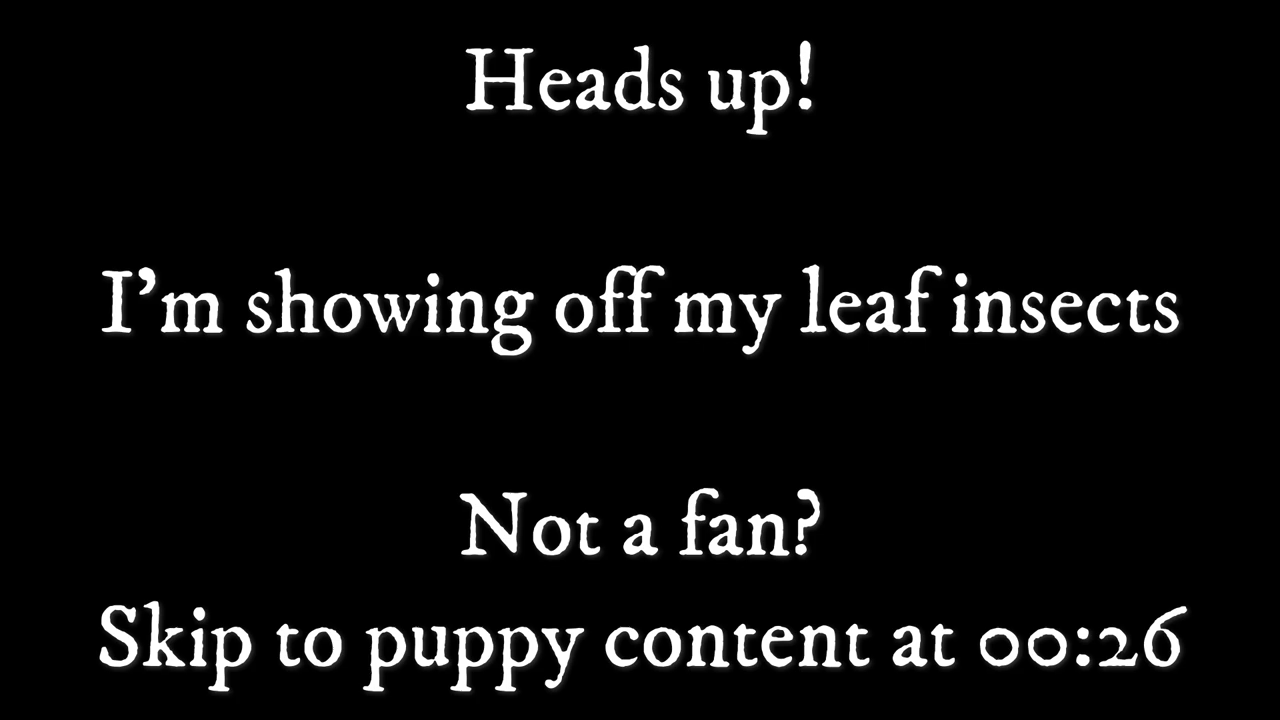 Heads up!
I'm showing off my leaf insects
Not a fan?
Skip to puppy content at 00:26